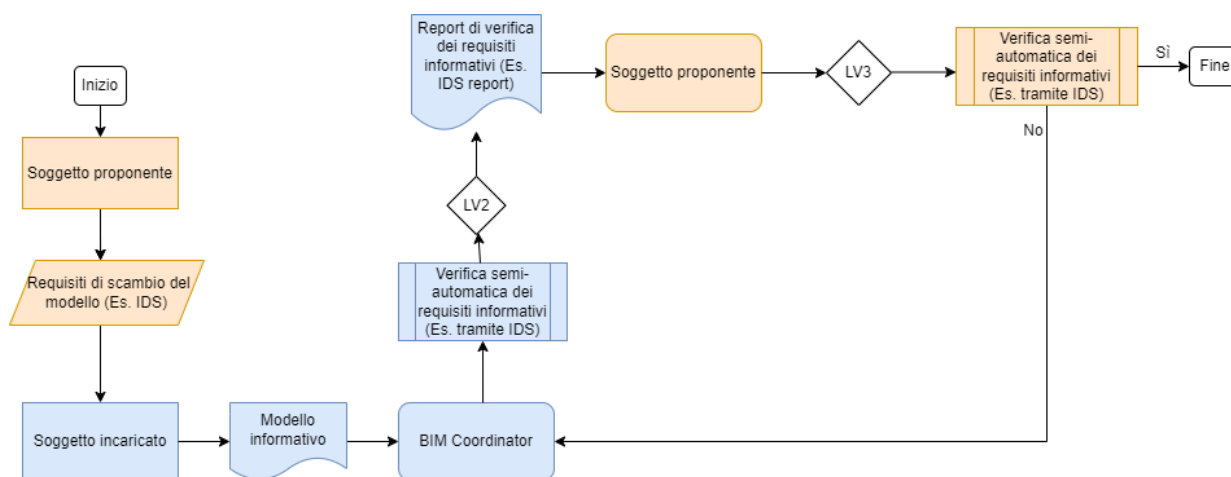 Inizio
Soggetto proponente
Requisiti di scambio del
modello (Es. IDS)
Soggetto incaricato
Modello
informativo
BIM Coordinator
Verifica semi-
automatica dei
requisiti informativi
(Es. tramite IDS)
LV2
Report di verifica
dei requisiti
informativi (Es.
IDS report)
Soggetto proponente
LV3
Verifica semi-
automatica dei
requisiti informativi
(Es. tramite IDS)
Sì
Fine
No